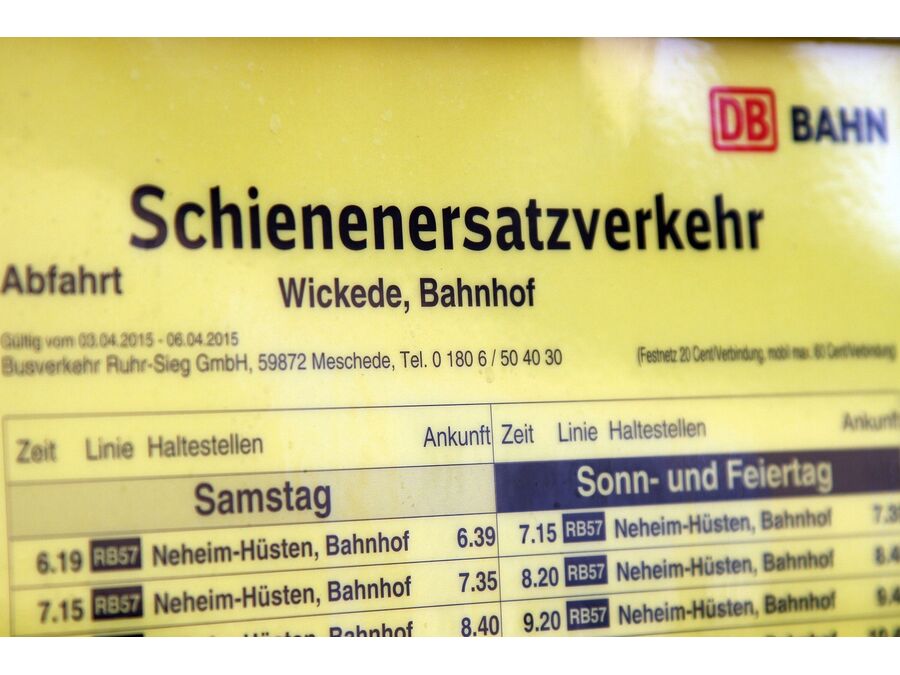 DB BAHN
Schienenersatzverkehr
Abfahrt
Wickede, Bahnhof
Gültig vom 03.04.2015 - 06.04.2015
Busverkehr Ruhr-Sieg GmbH, 59872 Meschede, Tel. 0 180 6 / 50 40 30
(Festnetz 20 Cent/Verbindung, mobil max. 60 Cent/Verbindung)
Zeit Linie Haltestellen Ankunft
Samstag
6.19 RB57 Neheim-Hüsten, Bahnhof 6.39
7.15 RB57 Neheim-Hüsten, Bahnhof 7.35
Neheim-Hüsten, Bahnhof 8.40
Zeit Linie Haltestellen Ankunft
Sonn- und Feiertag
7.15 RB57 Neheim-Hüsten, Bahnhof
8.20 RB57 Neheim-Hüsten, Bahnhof
9.20 RB57 Neheim-Hüsten, Bahnhof